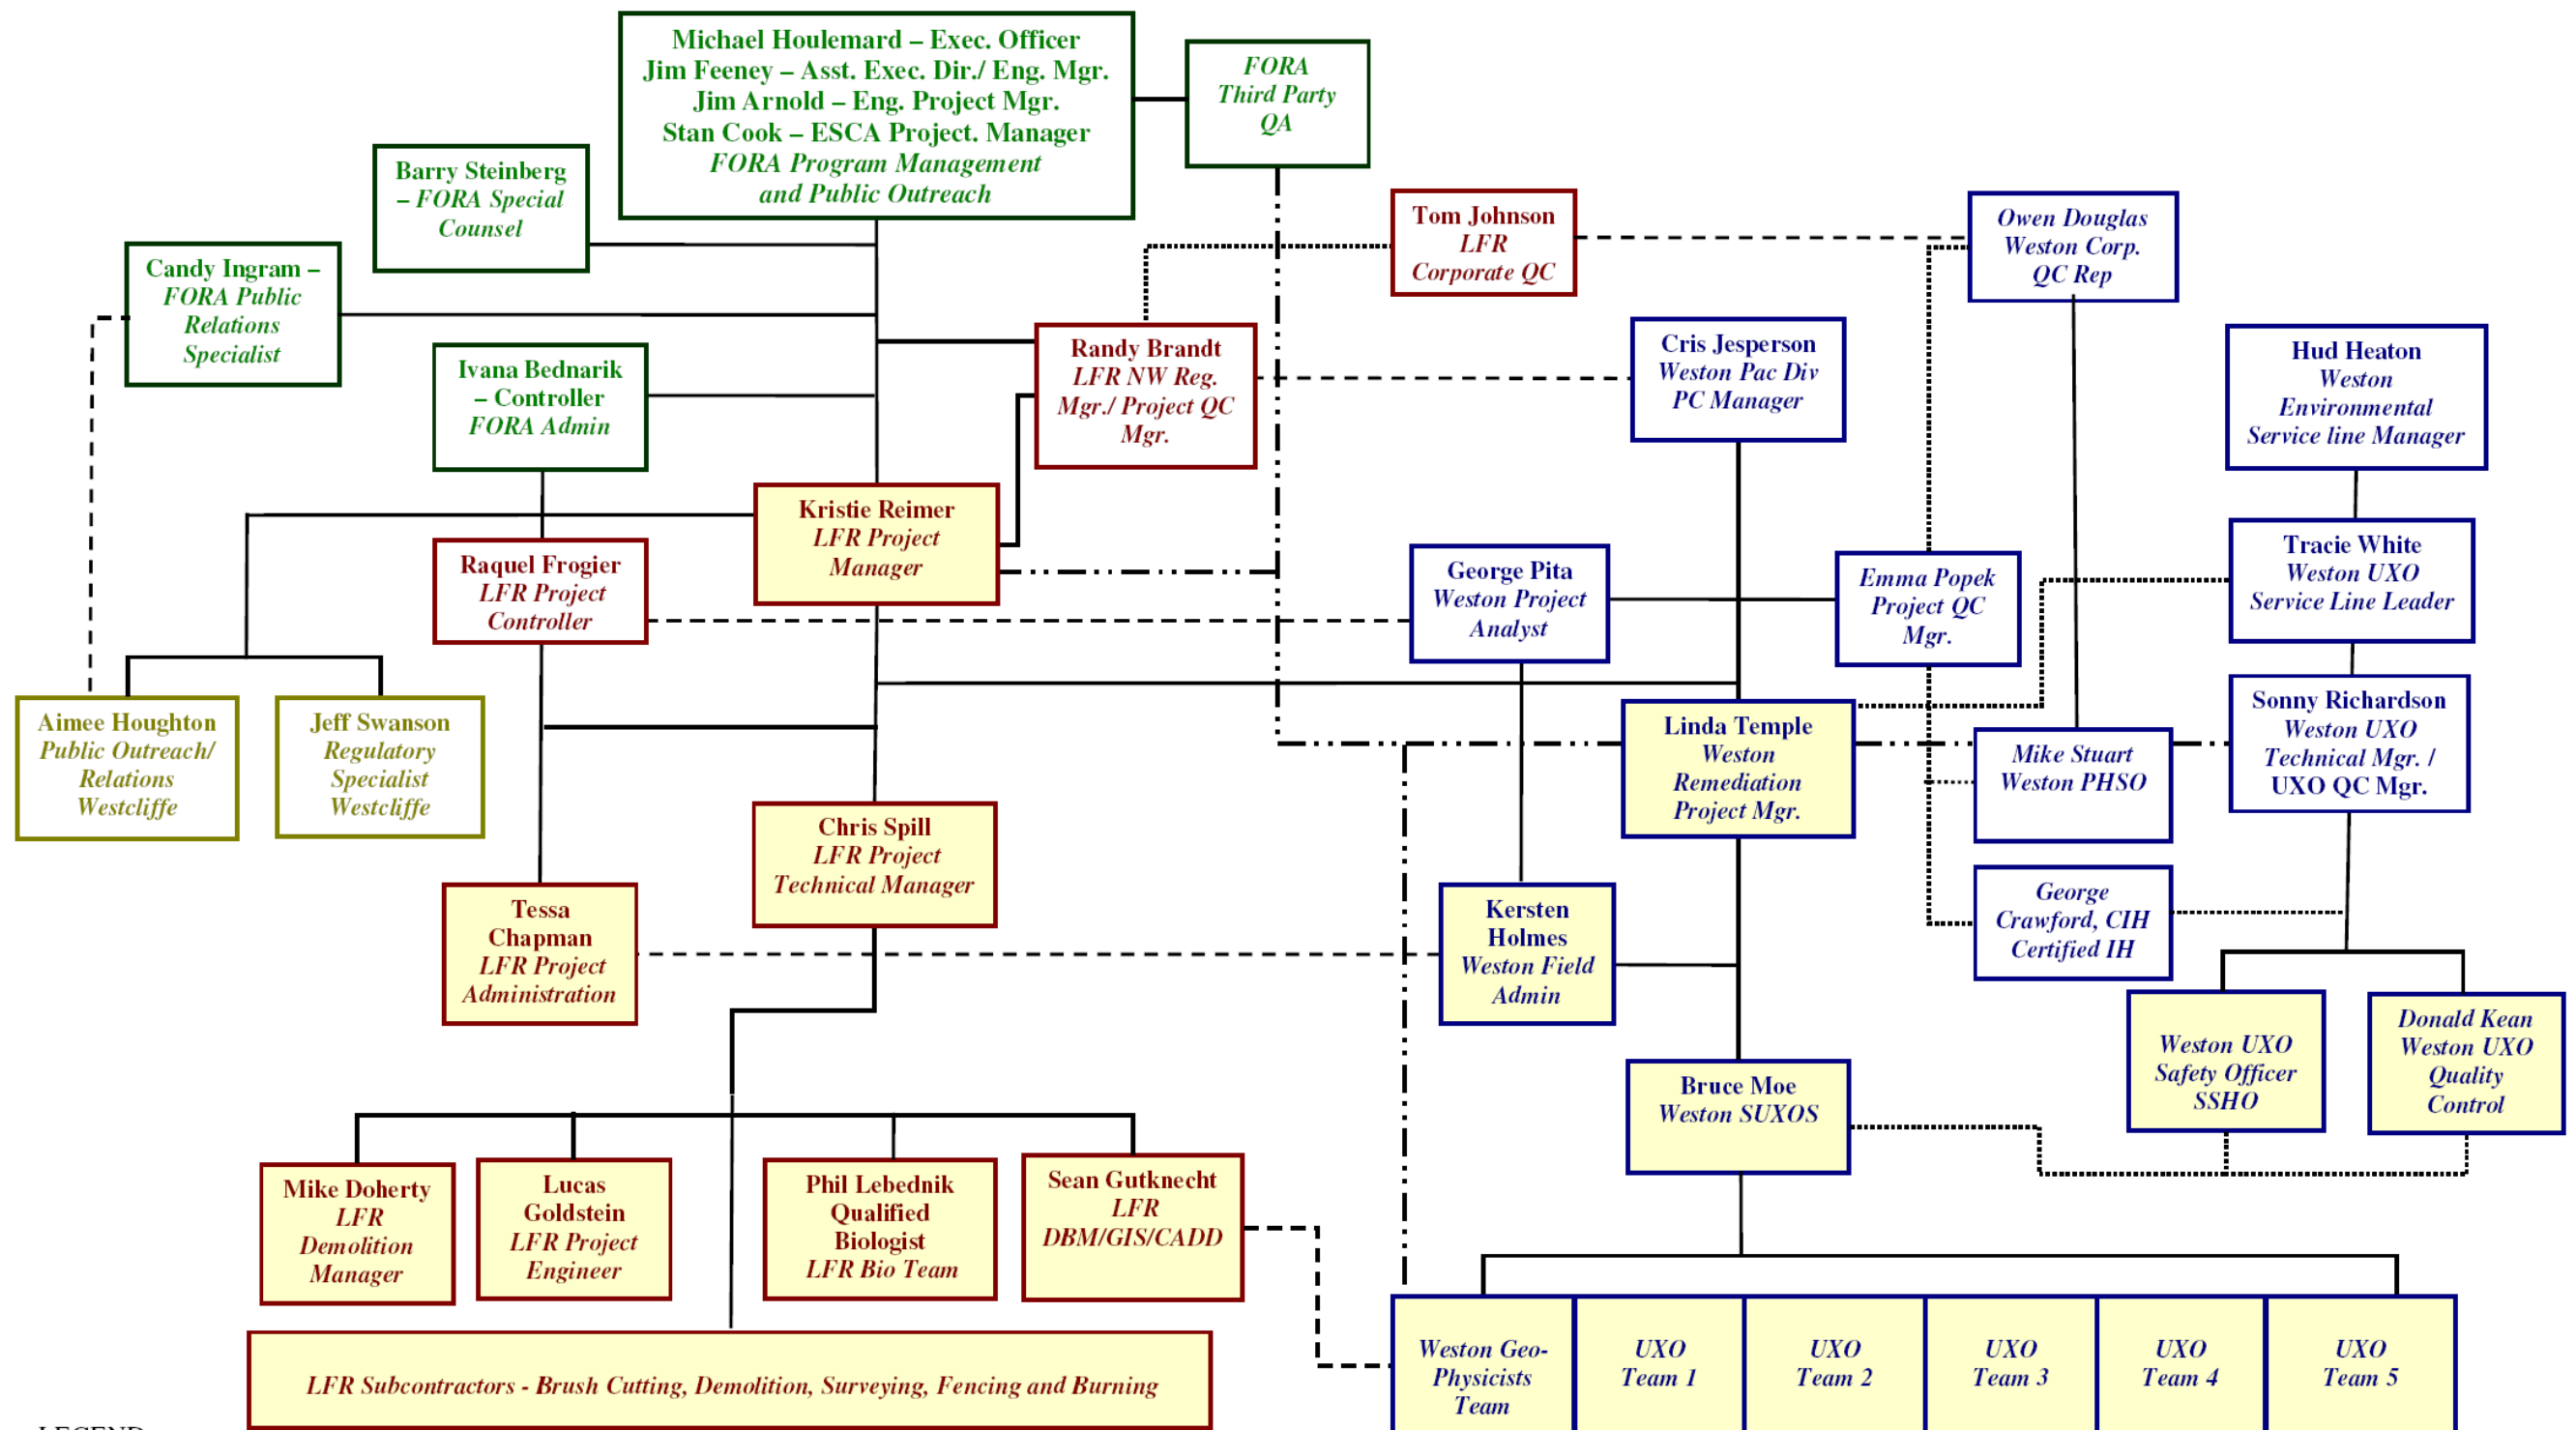 Michael Houlemard – Exec. Officer
Jim Feeney – Asst. Exec. Dir./ Eng. Mgr.
Jim Arnold – Eng. Project Mgr.
Stan Cook – ESCA Project. Manager
FORA Program Management
and Public Outreach
FORA
Third Party
QA
Barry Steinberg
– FORA Special
Counsel
Tom Johnson
LFR
Corporate QC
Owen Douglas
Weston Corp.
QC Rep
Candy Ingram –
FORA Public
Relations
Specialist
Ivana Bednarik
– Controller
FORA Admin
Randy Brandt
LFR NW Reg.
Mgr./ Project QC
Mgr.
Cris Jesperson
Weston Pac Div
PC Manager
Hud Heaton
Weston
Environmental
Service line Manager
Kristie Reimer
LFR Project
Manager
Raquel Frogier
LFR Project
Controller
George Pita
Weston Project
Analyst
Emma Popek
Project QC
Mgr.
Tracie White
Weston UXO
Service Line Leader
Aimee Houghton
Public Outreach/
Relations
Westcliffe
Jeff Swanson
Regulatory
Specialist
Westcliffe
Linda Temple
Weston
Remediation
Project Mgr.
Mike Stuart
Weston PHSO
Sonny Richardson
Weston UXO
Technical Mgr. /
UXO QC Mgr.
Chris Spill
LFR Project
Technical Manager
Tessa
Chapman
LFR Project
Administration
Kersten
Holmes
Weston Field
Admin
George
Crawford, CIH
Certified IH
Weston UXO
Safety Officer
SSHO
Donald Kean
Weston UXO
Quality
Control
Bruce Moe
Weston SUXOS
Mike Doherty
LFR
Demolition
Manager
Lucas
Goldstein
LFR Project
Engineer
Phil Lebednik
Qualified
Biologist
LFR Bio Team
Sean Gutknecht
LFR
DBM/GIS/CADD
LFR Subcontractors - Brush Cutting, Demolition, Surveying, Fencing and Burning
Weston Geo-
Physicists
Team
UXO
Team 1
UXO
Team 2
UXO
Team 3
UXO
Team 4
UXO
Team 5
LEGEND